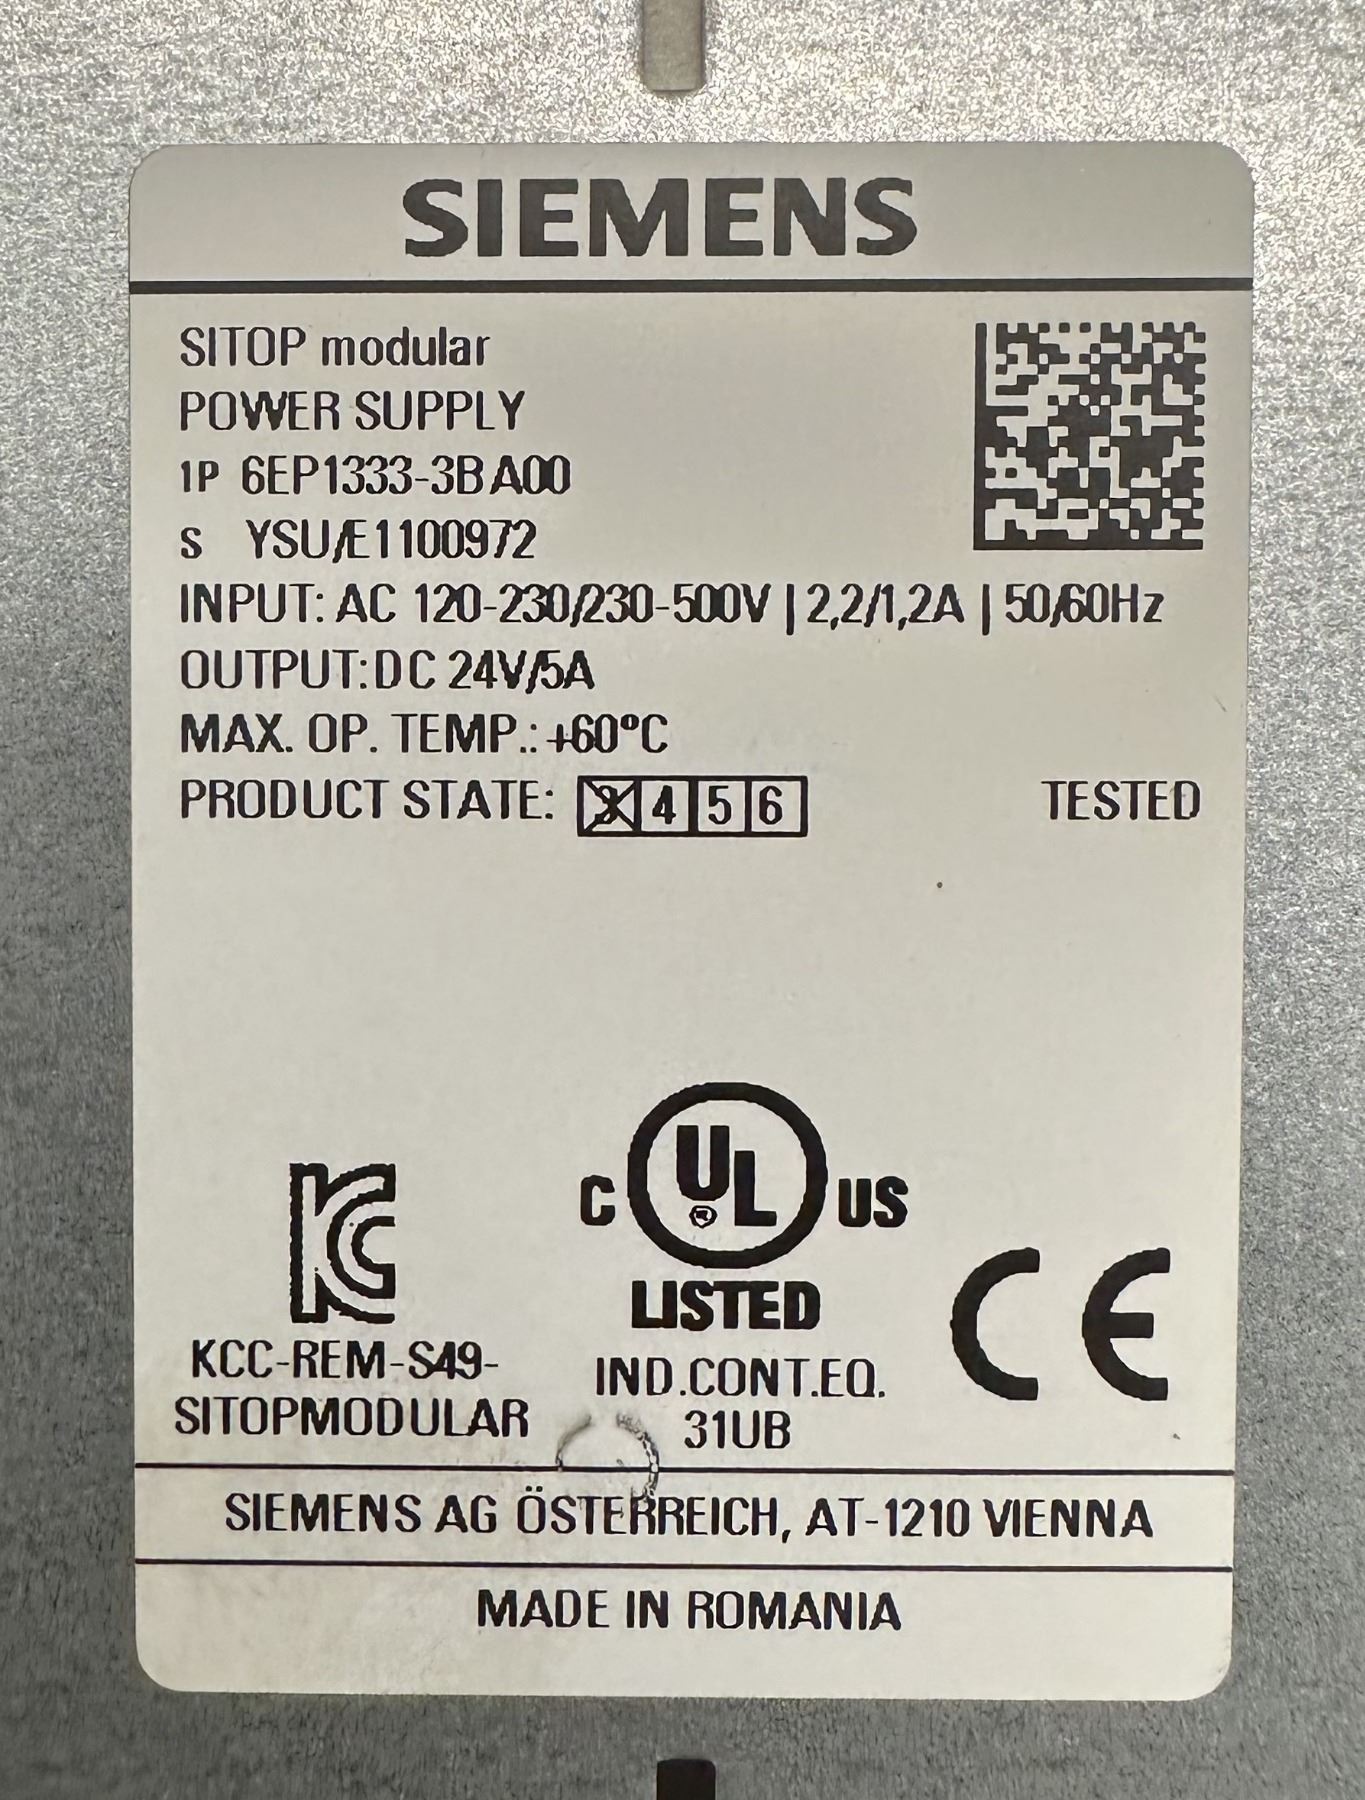 SIEMENS
SITOP modular
POWER SUPPLY
1P 6EP1333-3BA00
S YSU/E1100972
INPUT: AC 120-230/230-500V | 2,2/1,2A | 50/60Hz
OUTPUT:DC 24V/5A
MAX. OP. TEMP.: +60°C
PRODUCT STATE: 3 4 5 6 TESTED
C UL US
R
LISTED
KC
CE
KCC-REM-S49-
SITOPMODULAR
IND.CONT.EQ.
31UB
SIEMENS AG ÖSTERREICH, AT-1210 VIENNA
MADE IN ROMANIA